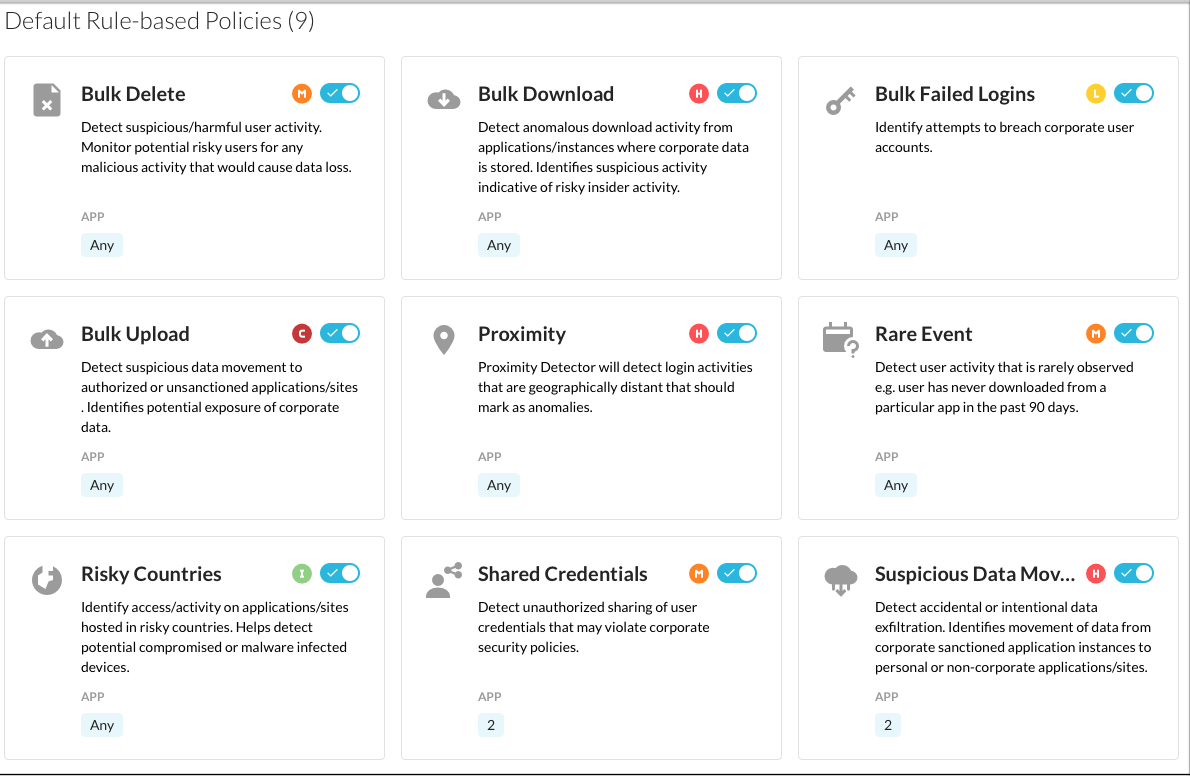 Default Rule-based Policies (9)
Bulk Delete M
Detect suspicious/harmful user activity.
Monitor potential risky users for any
malicious activity that would cause data loss.
APP
Any
Bulk Download H
Detect anomalous download activity from
applications/instances where corporate data
is stored. Identifies suspicious activity
indicative of risky insider activity.
APP
Any
Bulk Failed Logins L
Identify attempts to breach corporate user
accounts.
APP
Any
Bulk Upload C
Detect suspicious data movement to
authorized or unsanctioned applications/sites
. Identifies potential exposure of corporate
data.
APP
Any
Proximity H
Proximity Detector will detect login activities
that are geographically distant that should
mark as anomalies.
APP
Any
Rare Event M
Detect user activity that is rarely observed
e.g. user has never downloaded from a
particular app in the past 90 days.
APP
Any
Risky Countries I
Identify access/activity on applications/sites
hosted in risky countries. Helps detect
potential compromised or malware infected
devices.
APP
Any
Shared Credentials M
Detect unauthorized sharing of user
credentials that may violate corporate
security policies.
APP
2
Suspicious Data Mov... H
Detect accidental or intentional data
exfiltration. Identifies movement of data from
corporate sanctioned application instances to
personal or non-corporate applications/sites.
APP
2